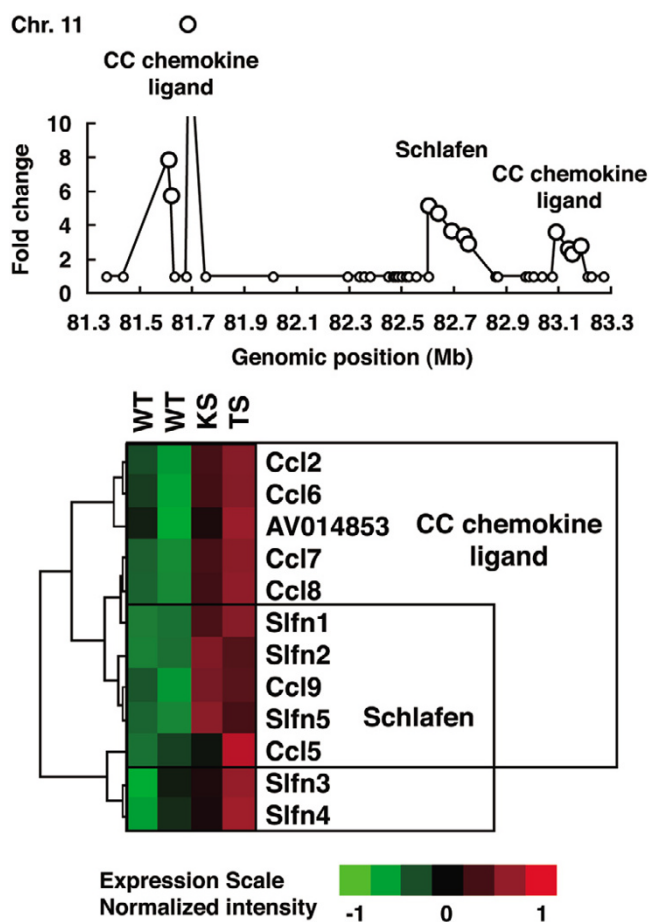 Chr. 11
CC chemokine
ligand
10
8
6
4
2
0
Fold change
Schlafen
CC chemokine
ligand
81.3 81.5 81.7 81.9 82.1 82.3 82.5 82.7 82.9 83.1 83.3
Genomic position (Mb)
WT WT KS TS
Ccl2
Ccl6
AV014853
Ccl7
Ccl8
Slfn1
Slfn2
Ccl9
Slfn5
Ccl5
Slfn3
Slfn4
CC chemokine
ligand
Schlafen
Expression Scale
Normalized intensity
-1 0 1